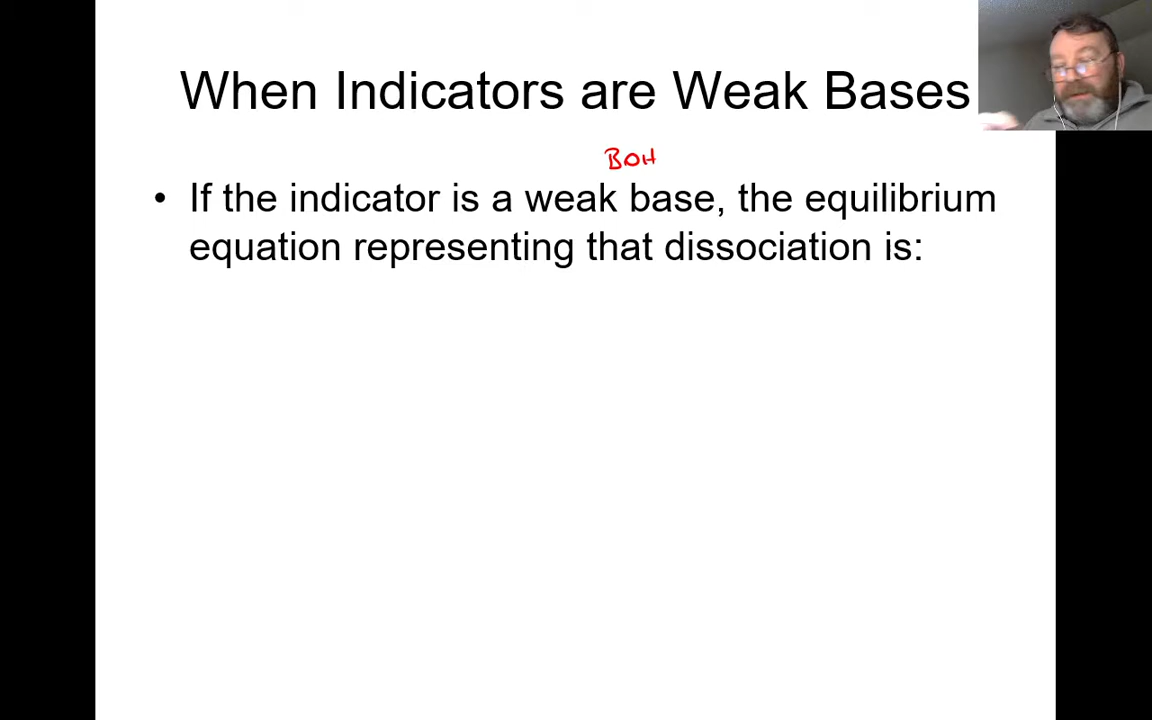 When Indicators are Weak Bases
BOH
• If the indicator is a weak base, the equilibrium
equation representing that dissociation is: